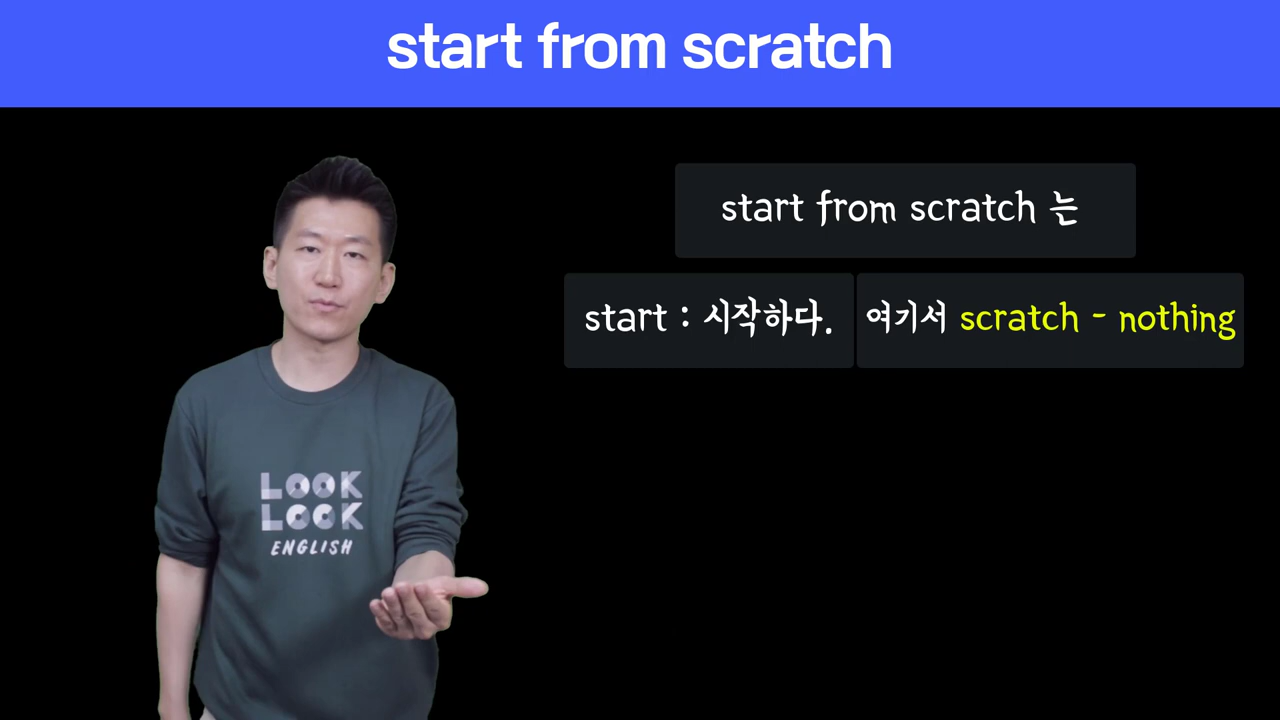 start from scratch
start from scratch 는
start : 시작하다.
여기서 scratch - nothing
LOOK
LOOK
ENGLISH